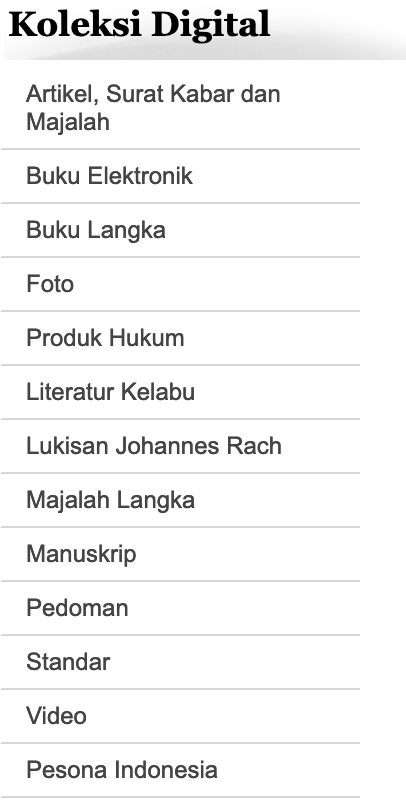 Koleksi Digital
Artikel, Surat Kabar dan
Majalah
Buku Elektronik
Buku Langka
Foto
Produk Hukum
Literatur Kelabu
Lukisan Johannes Rach
Majalah Langka
Manuskrip
Pedoman
Standar
Video
Pesona Indonesia